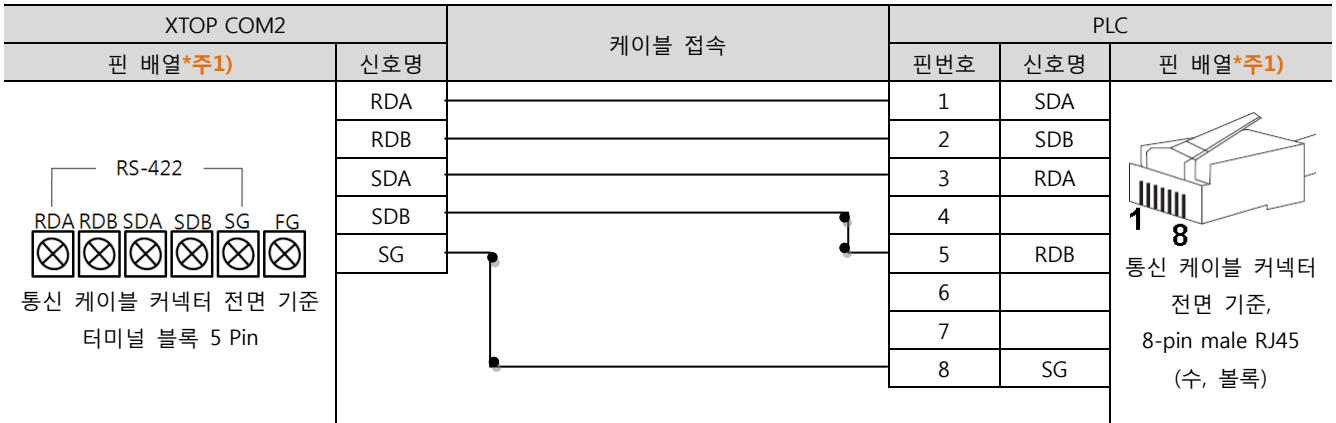 XTOP COM2 케이블 접속 PLC
핀 배열*주1) 신호명 핀번호 신호명 핀 배열*주1)
RS-422
RDA RDB SDA SDB SG FG
통신 케이블 커넥터 전면 기준
터미널 블록 5 Pin
RDA 1 SDA
RDB 2 SDB
SDA 3 RDA
SDB 4
SG 5 RDB
6
7
8 SG
1
8
통신 케이블 커넥터
전면 기준,
8-pin male RJ45
(수, 볼록)